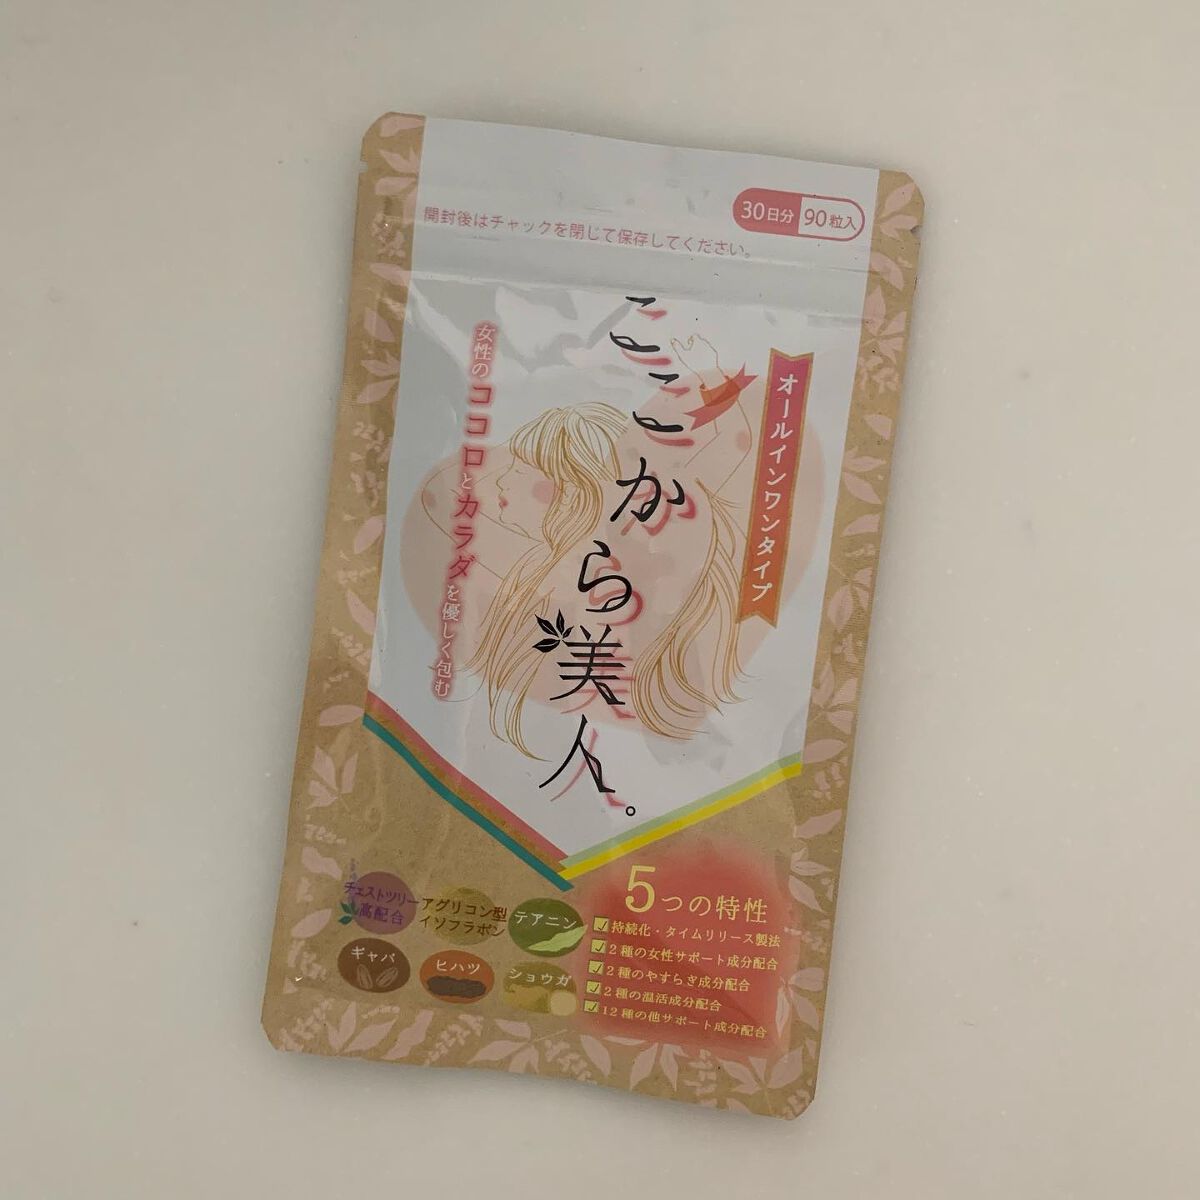 30日分 90粒入
開封後はチャックを閉じて保存してください。
オールインワンタイプ
ここから美人。
女性のココロとカラダを優しく包む
チェストツリー
高配合
アグリコン型
イソフラボン
テアニン
ギャバ
ヒハツ
ショウガ
5つの特性
持続化・タイムリリース製法
2種の女性サポート成分配合
2種のやすらぎ成分配合
2種の温活成分配合
12種の他サポート成分配合